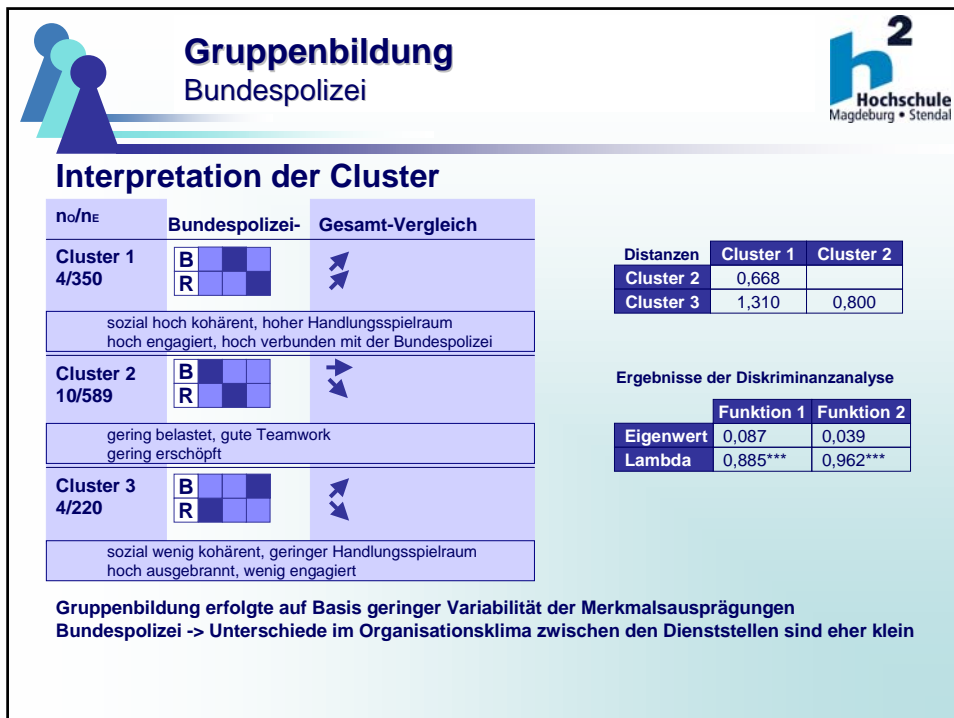 Gruppenbildung
Bundespolizei
h2
Hochschule
Magdeburg • Stendal
Interpretation der Cluster
nO/nE Bundespolizei- Gesamt-Vergleich
Cluster 1
4/350
B
R
sozial hoch kohärent, hoher Handlungsspielraum
hoch engagiert, hoch verbunden mit der Bundespolizei
Cluster 2
10/589
B
R
gering belastet, gute Teamwork
gering erschöpft
Cluster 3
4/220
B
R
sozial wenig kohärent, geringer Handlungsspielraum
hoch ausgebrannt, wenig engagiert
Distanzen Cluster 1 Cluster 2
Cluster 2 0,668
Cluster 3 1,310 0,800
Ergebnisse der Diskriminanzanalyse
Funktion 1 Funktion 2
Eigenwert 0,087 0,039
Lambda 0,885*** 0,962***
Gruppenbildung erfolgte auf Basis geringer Variabilität der Merkmalsausprägungen
Bundespolizei -> Unterschiede im Organisationsklima zwischen den Dienststellen sind eher klein